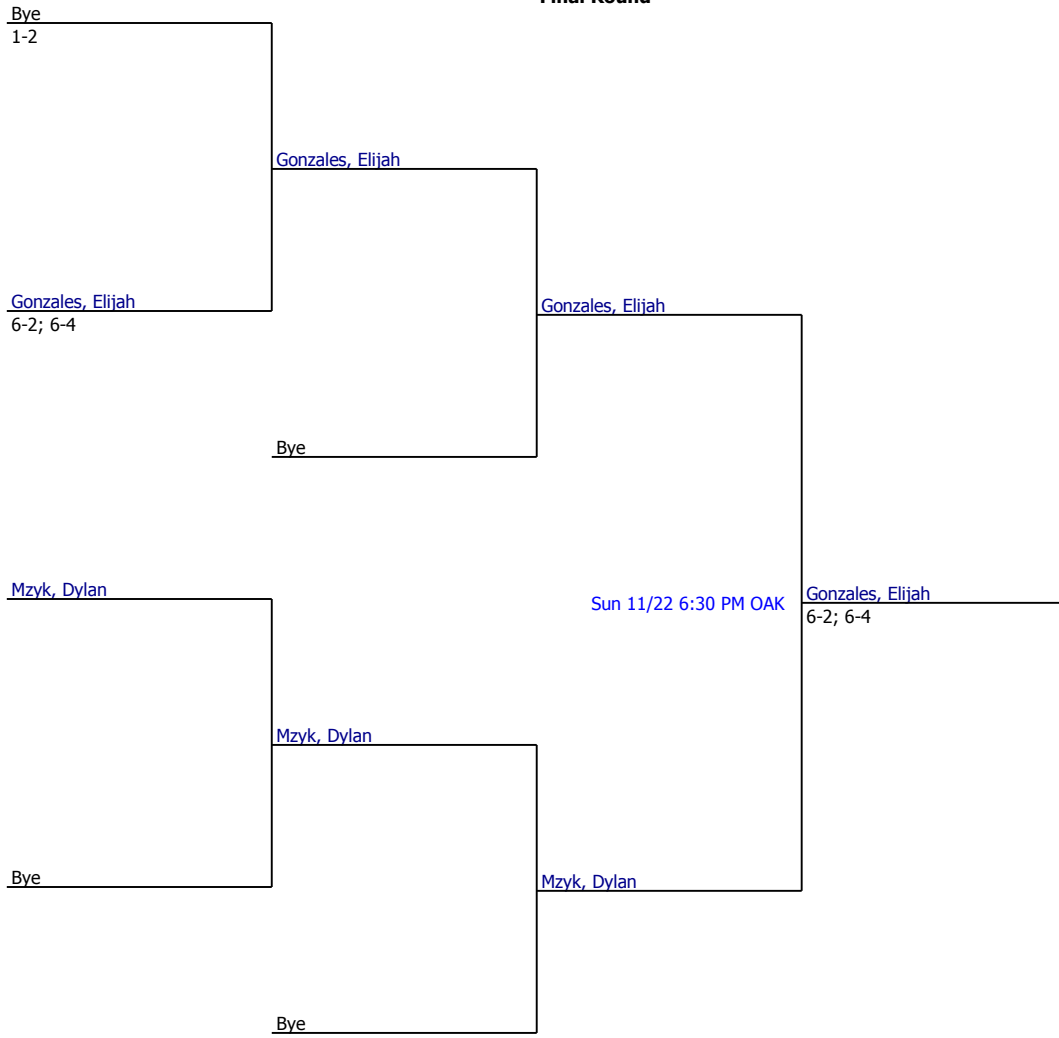 Final Round
Bye
1-2
Gonzales, Elijah
Gonzales, Elijah
6-2; 6-4
Gonzales, Elijah
Bye
Mzyk, Dylan
Sun 11/22 6:30 PM OAK
Gonzales, Elijah
6-2; 6-4
Mzyk, Dylan
Bye
Mzyk, Dylan
Bye